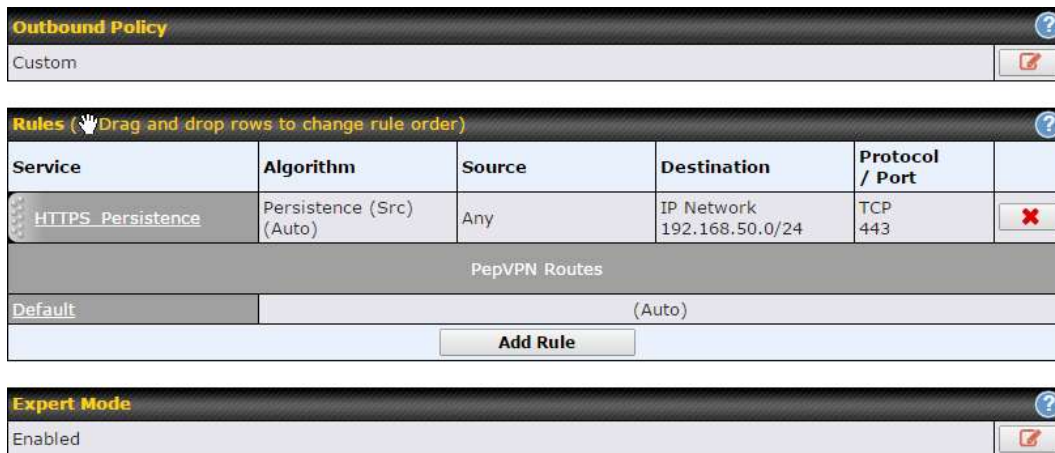 Outbound Policy
?
Custom
Rules (Drag and drop rows to change rule order)
?
Service
Algorithm
Source
Destination
Protocol
/ Port
HTTPS_Persistence
Persistence (Src)
(Auto)
Any
IP Network
192.168.50.0/24
TCP
443
PepVPN Routes
Default
(Auto)
Add Rule
Expert Mode
?
Enabled